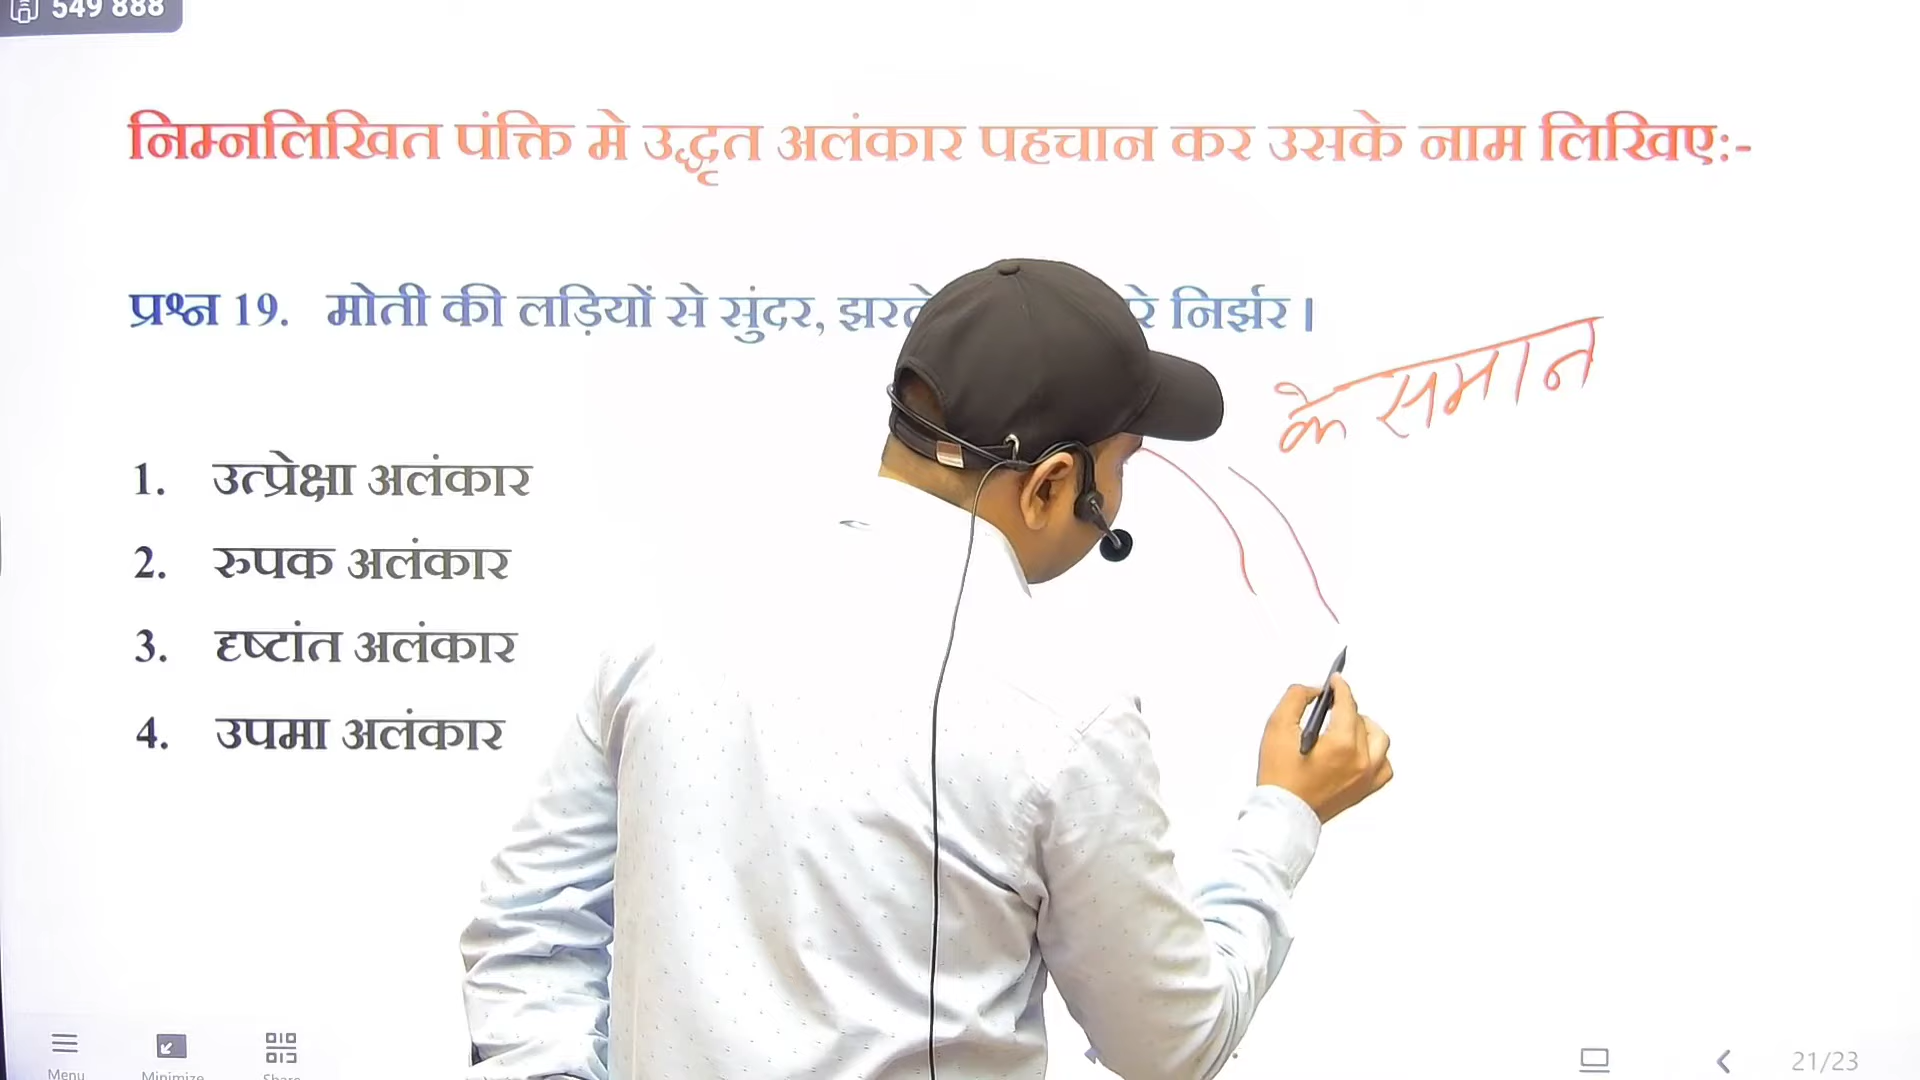 549 888
निम्नलिखित पंक्ति मे उद्धृत अलंकार पहचान कर उसके नाम लिखिए:-
प्रश्न 19. मोती की लड़ियों से सुंदर, निर्झर।
के समान
1. उत्प्रेक्षा अलंकार
2. रुपक अलंकार
3. दृष्टांत अलंकार
4. उपमा अलंकार
Menu Minimize Share 21/23